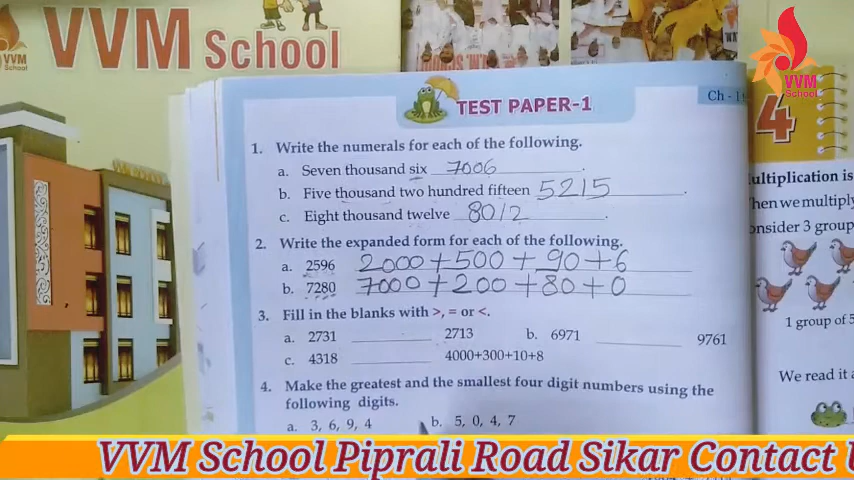 VVM School
VVM School
VVM School
TEST PAPER-1
Ch - 1
4
1. Write the numerals for each of the following.
a. Seven thousand six 7006.
b. Five thousand two hundred fifteen 5215.
c. Eight thousand twelve 8012.
2. Write the expanded form for each of the following.
a. 2596 2000+500+90+6
b. 7280 7000+200+80+0
3. Fill in the blanks with >, = or <.
a. 2731 ________ 2713 b. 6971 ________ 9761
c. 4318 ________ 4000+300+10+8
4. Make the greatest and the smallest four digit numbers using the
following digits.
a. 3, 6, 9, 4 b. 5, 0, 4, 7
ultiplication is
hen we multiply
onsider 3 group
1 group of 5
We read it a
VVM School Piprali Road Sikar Contact U